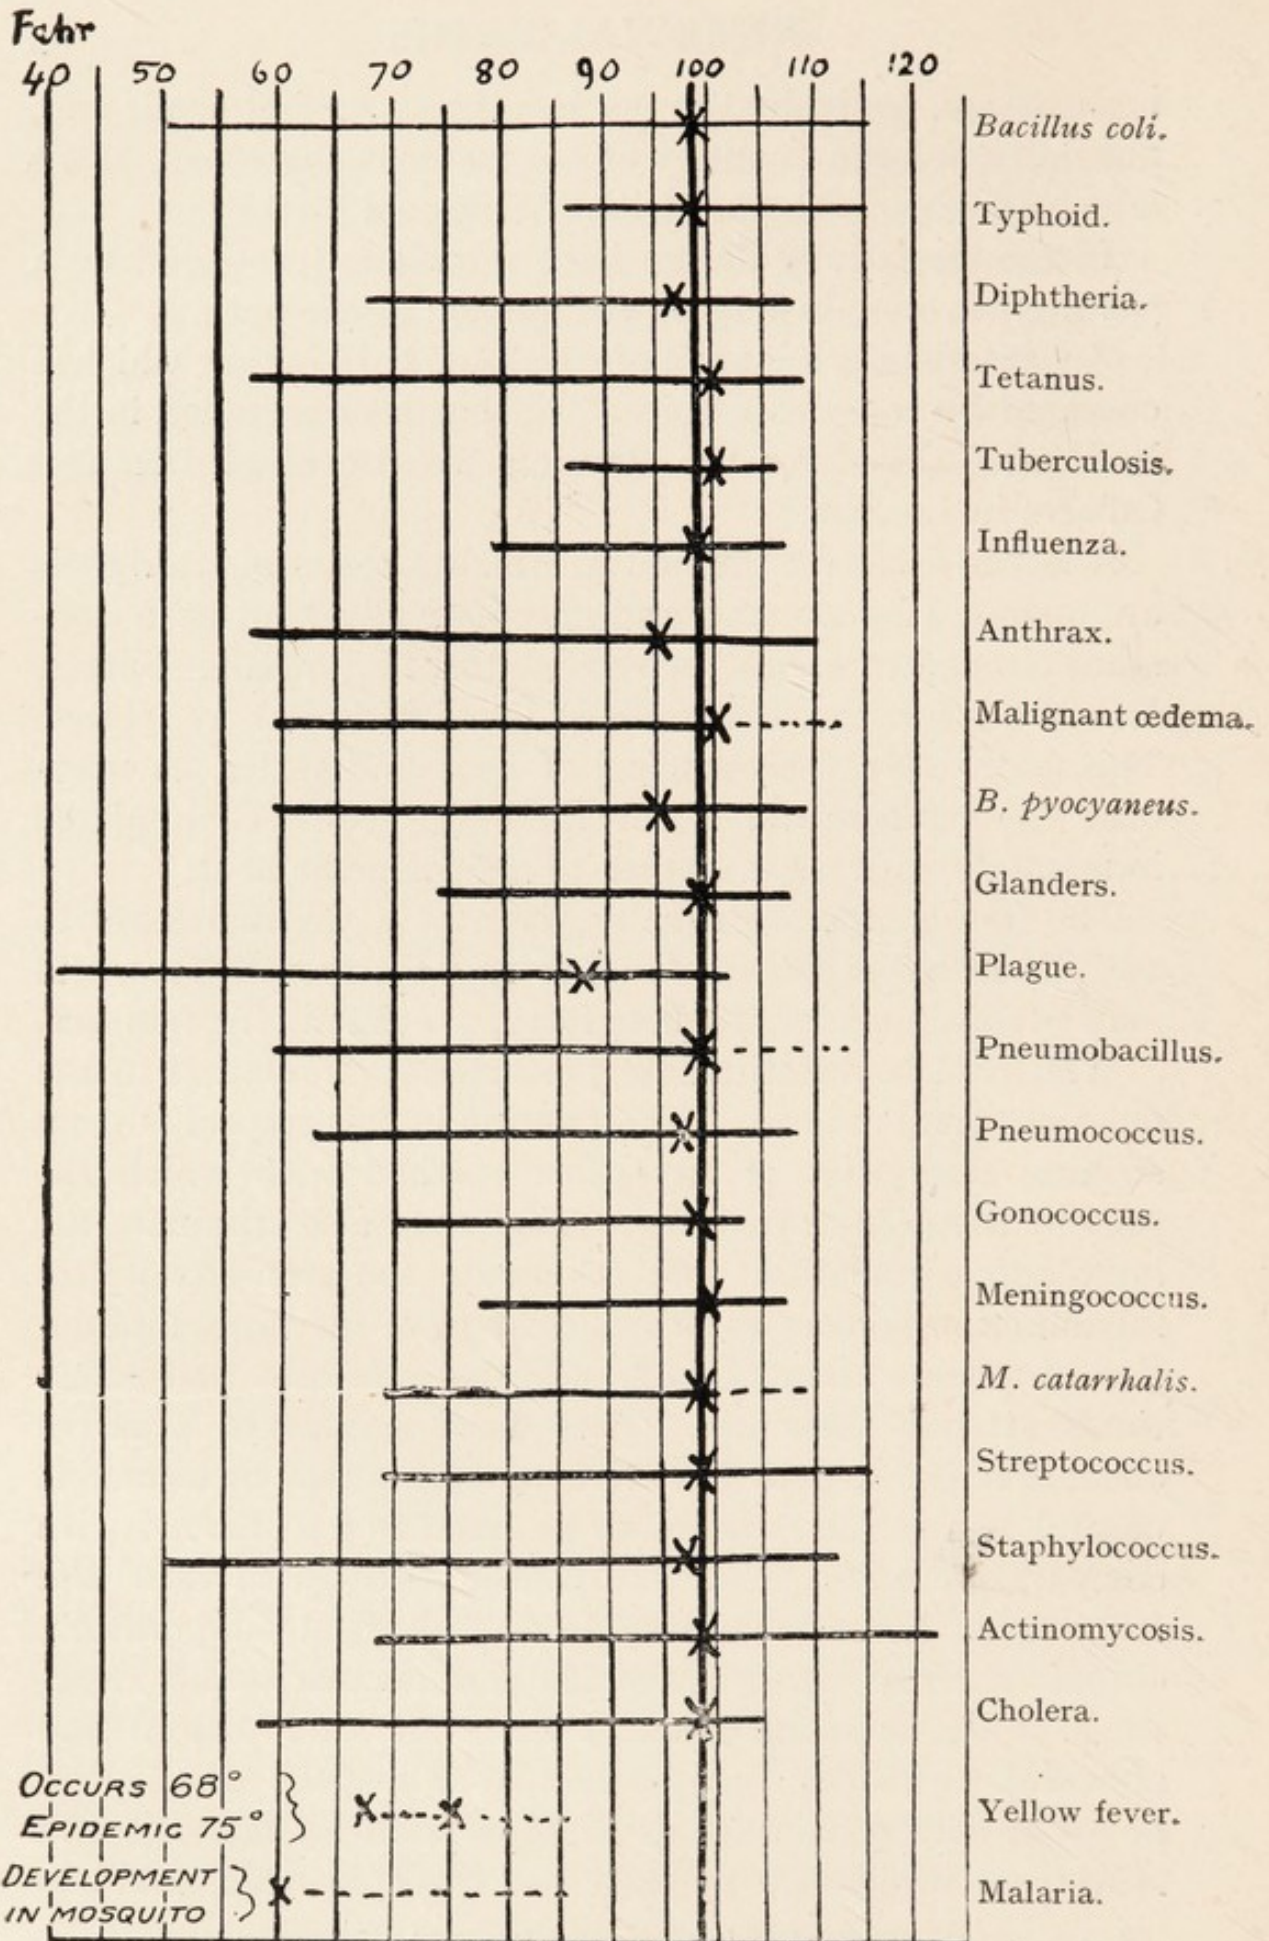 Fahr
40 50 60 70 80 90 100 110 120
Bacillus coli.
Typhoid.
Diphtheria.
Tetanus.
Tuberculosis.
Influenza.
Anthrax.
Malignant œdema.
B. pyocyaneus.
Glanders.
Plague.
Pneumobacillus.
Pneumococcus.
Gonococcus.
Meningococcus.
M. catarrhalis.
Streptococcus.
Staphylococcus.
Actinomycosis.
Cholera.
OCCURS 68°
EPIDEMIC 75°
Yellow fever.
DEVELOPMENT
IN MOSQUITO
Malaria.